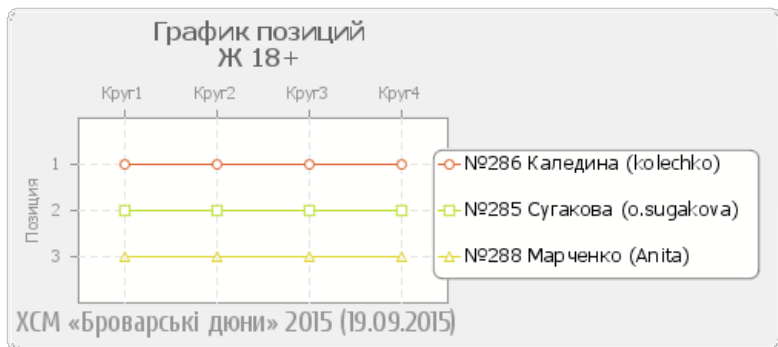 График позиций
Ж 18+
Круг1 Круг2 Круг3 Круг4
Позиция
1
2
3
№286 Каледина (kolechko)
№285 Сугакова (o.sugakova)
№288 Марченко (Anita)
ХСМ «Броварські дюни» 2015 (19.09.2015)